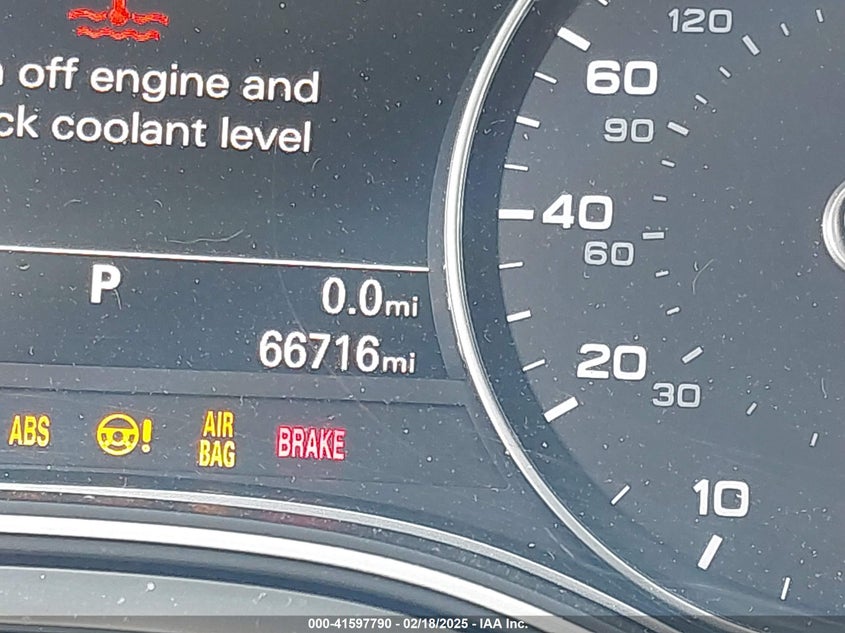 off engine and
ck coolant level
P
0.0mi
66716mi
ABS
AIR
BAG
BRAKE
120
60
90
40
60
20
30
10
000-41597790 - 02/18/2025 - IAA Inc.